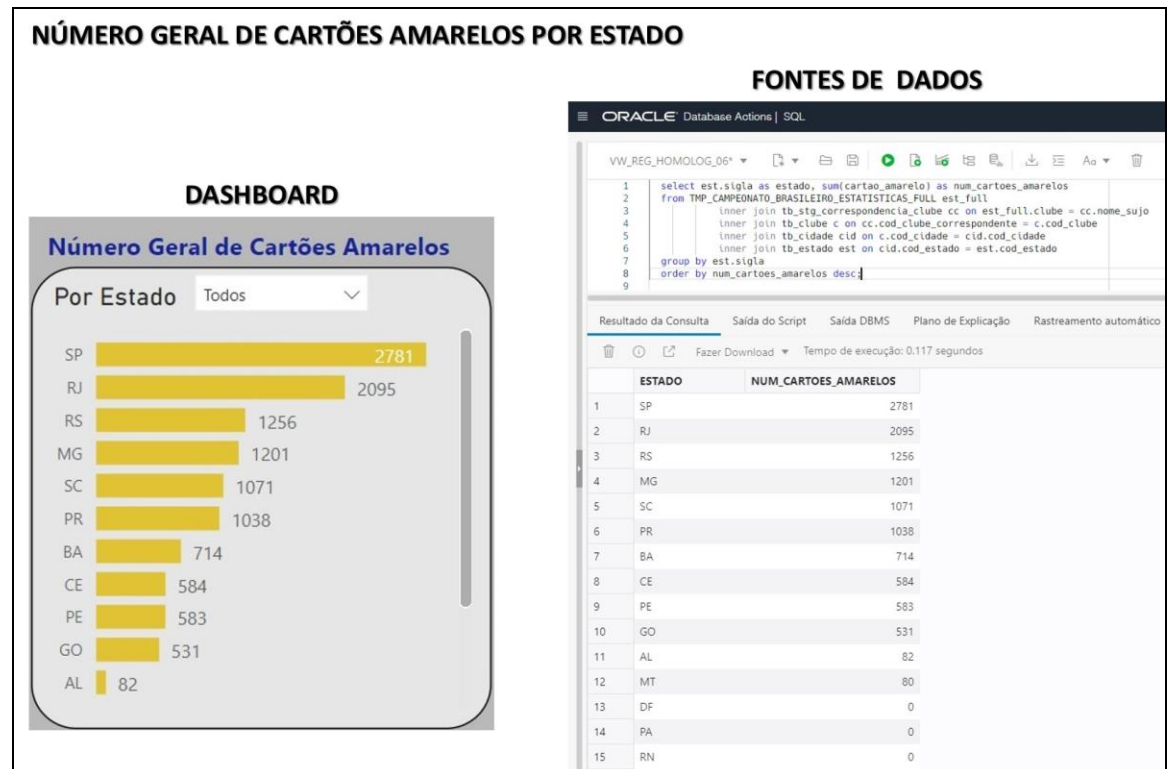 NÚMERO GERAL DE CARTÕES AMARELOS POR ESTADO
DASHBOARD
Número Geral de Cartões Amarelos
Por Estado Todos
SP 2781
RJ 2095
RS 1256
MG 1201
SC 1071
PR 1038
BA 714
CE 584
PE 583
GO 531
AL 82
FONTES DE DADOS
ORACLE Database Actions | SQL
VW_REG_HOMOLOG_06* Aa
1 select est.sigla as estado, sum(cartao_amarelo) as num_cartoes_amarelos
2 from TMP_CAMPEONATO_BRASILEIRO_ESTATISTICAS_FULL est_full
3 inner join tb_stg_correspondencia_clube cc on est_full.clube = cc.nome_sujo
4 inner join tb_clube c on cc.cod_clube_correspondente = c.cod_clube
5 inner join tb_cidade cid on c.cod_cidade = cid.cod_cidade
6 inner join tb_estado est on cid.cod_estado = est.cod_estado
7 group by est.sigla
8 order by num_cartoes_amarelos desc;
9
Resultado da Consulta Saída do Script Saída DBMS Plano de Explicação Rastreamento automático
Fazer Download Tempo de execução: 0.117 segundos
ESTADO NUM_CARTOES_AMARELOS
1 SP 2781
2 RJ 2095
3 RS 1256
4 MG 1201
5 SC 1071
6 PR 1038
7 BA 714
8 CE 584
9 PE 583
10 GO 531
11 AL 82
12 MT 80
13 DF 0
14 PA 0
15 RN 0